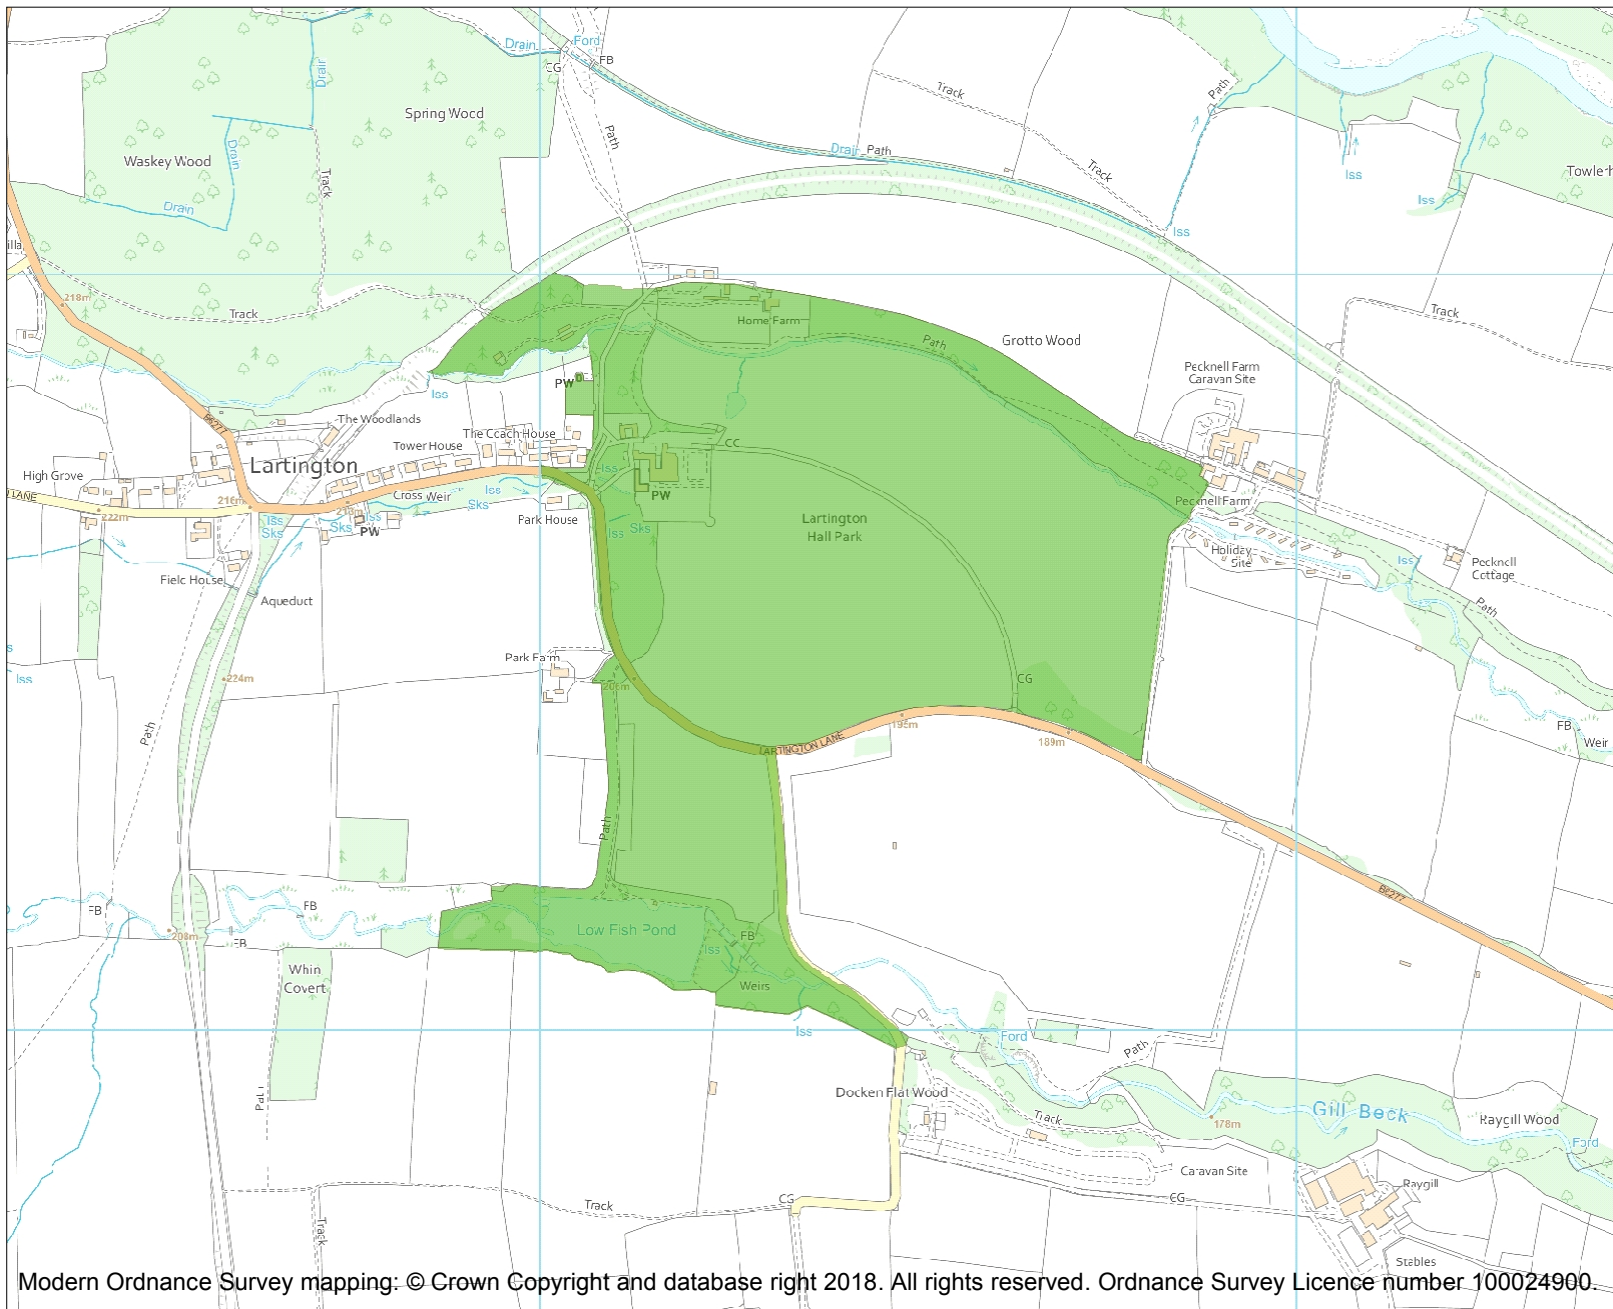 Drain
Ford
CG
FB
Drain
Spring Wood
Track
Path
Path
Waskey Wood
Drain
Drain
Path
Track
Track
Iss
Towlerh
Drain
Iss
Iss
illa
218m
Track
Track
Home Farm
Path
Grotto Wood
Pecknell Farm
Caravan Site
PW
Iss
The Woodlands
B6277
Tower House
The Coach House
CC
Lartington
High Grove
Iss
Cross Weir
Iss
Sks
PW
LANE
216m
222m
213m
Iss
Sks
Sks
Iss
PW
Park House
Iss
Sks
Lartington
Hall Park
Pecknell Farm
Holiday
Site
Iss
Pecknell
Cottage
Field House
Aqueduct
Path
Park Farm
s
Iss
224m
206m
CG
195m
189m
LARTINGTON LANE
FB
Weir
Path
Path
B6277
FB
FB
FB
208m
Low Fish Pond
FB
Iss
Weirs
Iss
Whin
Covert
Ford
Path
Docken Flat Wood
Path
Track
Gill Beck
178m
Raygill Wood
Ford
Caravan Site
CG
Track
CG
Raygill
Track
Stables
Modern Ordnance Survey mapping: © Crown Copyright and database right 2018. All rights reserved. Ordnance Survey Licence number 100024900.